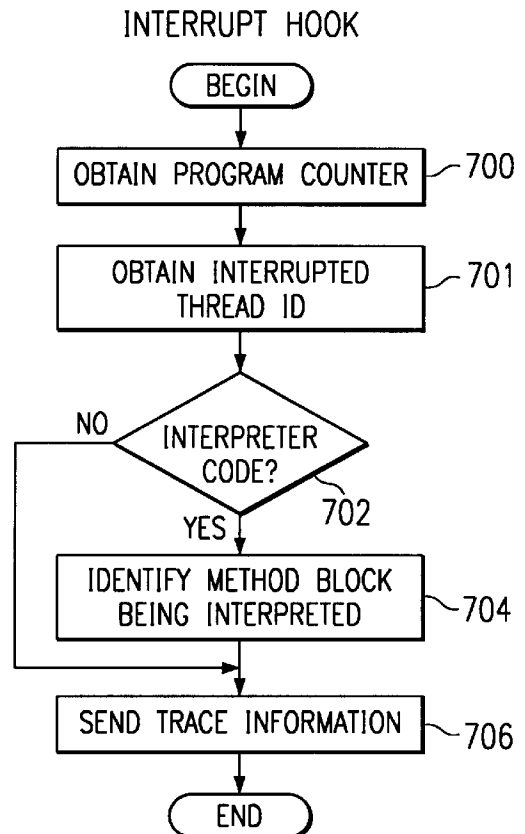 INTERRUPT HOOK
BEGIN
OBTAIN PROGRAM COUNTER
700
OBTAIN INTERRUPTED
THREAD ID
701
NO
INTERPRETER
CODE?
702
YES
IDENTIFY METHOD BLOCK
BEING INTERPRETED
704
SEND TRACE INFORMATION
706
END